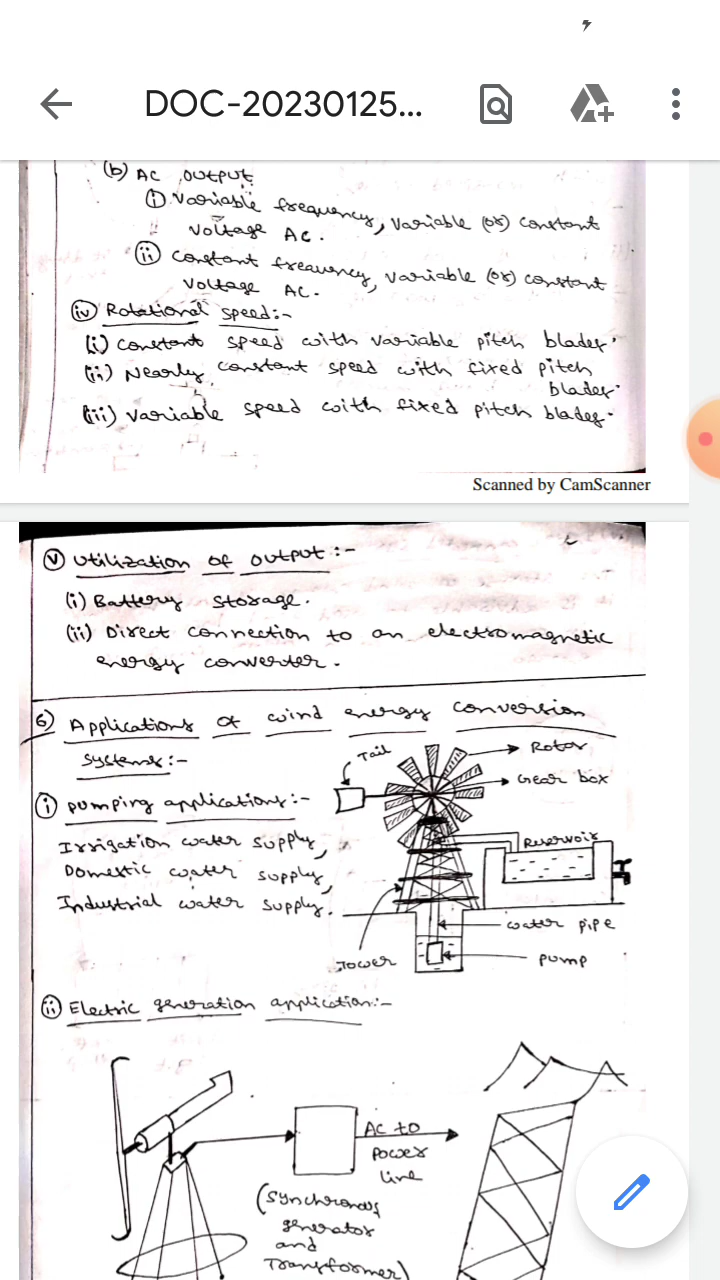 DOC-20230125...
(b) AC output
(i) Variable frequency, variable (or) constant
voltage AC.
(ii) constant frequency, variable (or) constant
voltage AC.
(iv) Rotational speed:-
(i) constant speed with variable pitch blades.
(ii) Nearly constant speed with fixed pitch
blades.
(iii) variable speed with fixed pitch blades.
Scanned by CamScanner
(v) Utilization of output:-
(i) Battery storage.
(ii) Direct connection to an electromagnetic
energy converter.
6) Applications of wind energy conversion
systems:-
Tail
Rotor
Gear box
(i) pumping applications:-
Irrigation water supply,
Reservoir
Domestic water supply,
Industrial water supply.
water pipe
Tower
pump
(ii) Electric generation application:-
AC to
power
line
(synchronous
generator
and
Transformer)